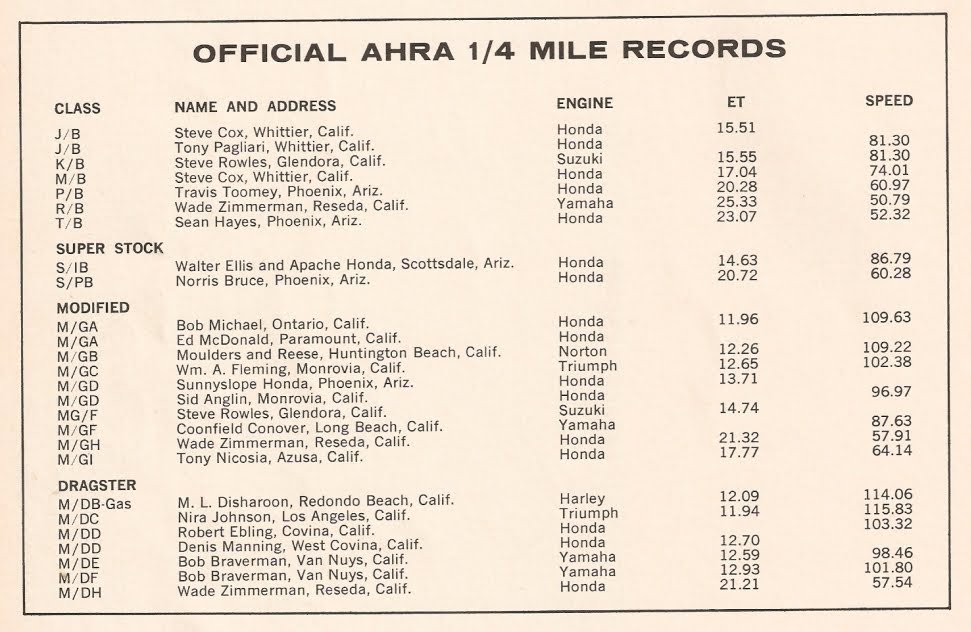 OFFICIAL AHRA 1/4 MILE RECORDS
CLASS NAME AND ADDRESS ENGINE ET SPEED
J/B Steve Cox, Whittier, Calif. Honda 15.51
J/B Tony Pagliari, Whittier, Calif. Honda 81.30
K/B Steve Rowles, Glendora, Calif. Suzuki 15.55 81.30
M/B Steve Cox, Whittier, Calif. Honda 17.04 74.01
P/B Travis Toomey, Phoenix, Ariz. Honda 20.28 60.97
R/B Wade Zimmerman, Reseda, Calif. Yamaha 25.33 50.79
T/B Sean Hayes, Phoenix, Ariz. Honda 23.07 52.32
SUPER STOCK
S/IB Walter Ellis and Apache Honda, Scottsdale, Ariz. Honda 14.63 86.79
S/PB Norris Bruce, Phoenix, Ariz. Honda 20.72 60.28
MODIFIED
M/GA Bob Michael, Ontario, Calif. Honda 11.96 109.63
M/GA Ed McDonald, Paramount, Calif. Honda
M/GB Moulders and Reese, Huntington Beach, Calif. Norton 12.26 109.22
M/GC Wm. A. Fleming, Monrovia, Calif. Triumph 12.65 102.38
M/GD Sunnyslope Honda, Phoenix, Ariz. Honda 13.71
M/GD Sid Anglin, Monrovia, Calif. Honda 96.97
MG/F Steve Rowles, Glendora, Calif. Suzuki 14.74
M/GF Coonfield Conover, Long Beach, Calif. Yamaha 87.63
M/GH Wade Zimmerman, Reseda, Calif. Honda 21.32 57.91
M/GI Tony Nicosia, Azusa, Calif. Honda 17.77 64.14
DRAGSTER
M/DB-Gas M. L. Disharoon, Redondo Beach, Calif. Harley 12.09 114.06
M/DC Nira Johnson, Los Angeles, Calif. Triumph 11.94 115.83
M/DD Robert Ebling, Covina, Calif. Honda 103.32
M/DD Denis Manning, West Covina, Calif. 12.70
M/DE Bob Braverman, Van Nuys, Calif. Yamaha 12.59 98.46
M/DF Bob Braverman, Van Nuys, Calif. Yamaha 12.93 101.80
M/DH Wade Zimmerman, Reseda, Calif. Honda 21.21 57.54